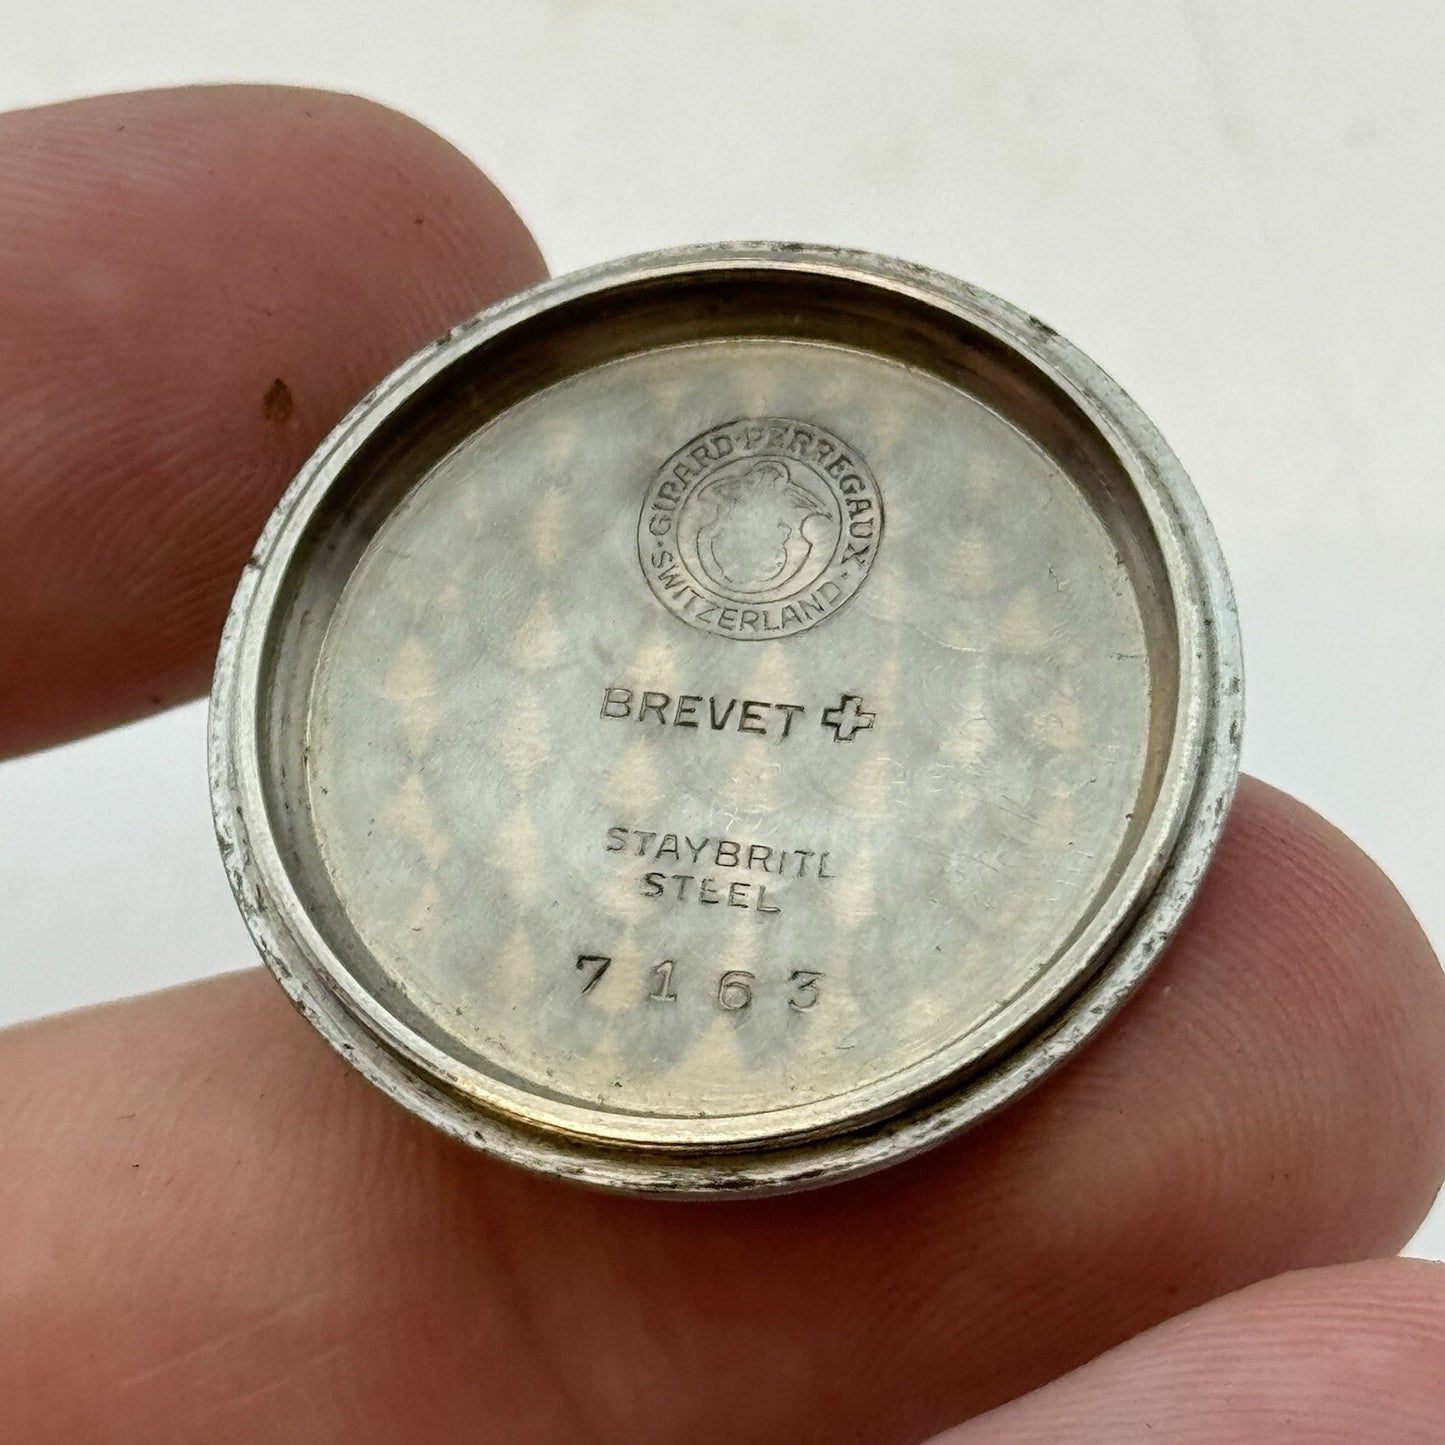 GIRARD·PERREGAUX
·SWITZERLAND·
BREVET
STAYBRITE
STEEL
7163